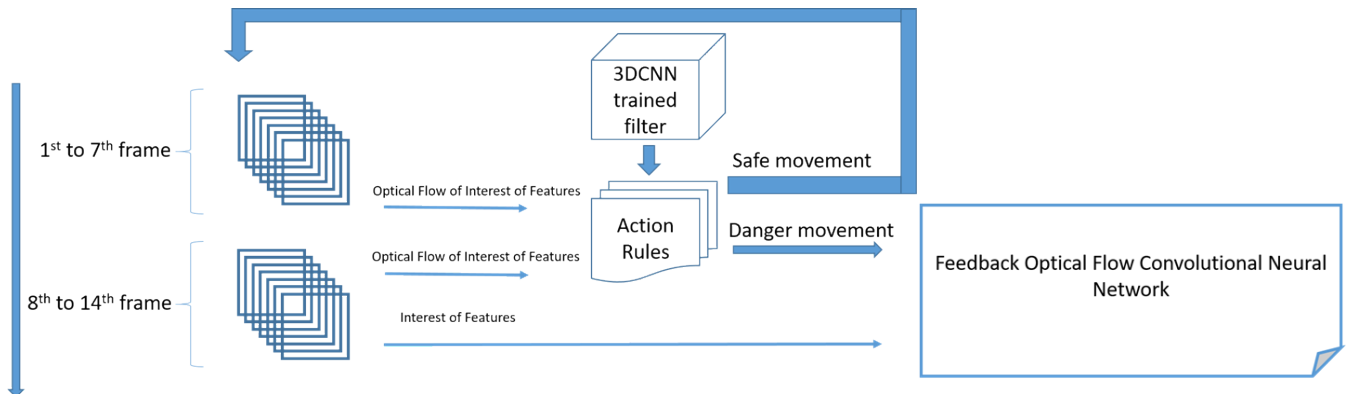 3DCNN
trained
filter
1st to 7th frame
Safe movement
Optical Flow of Interest of Features
Action
Rules
Danger movement
Optical Flow of Interest of Features
Feedback Optical Flow Convolutional Neural
Network
8th to 14th frame
Interest of Features